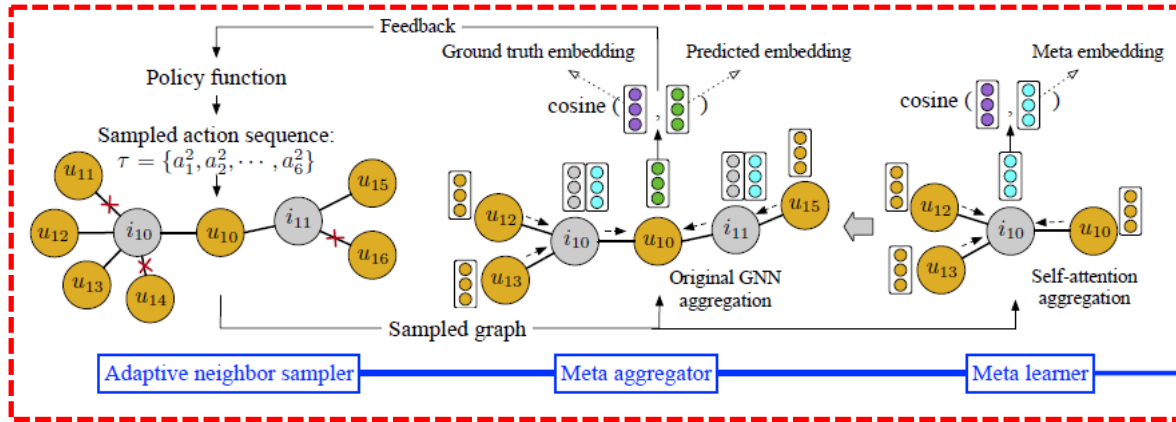 Feedback
Ground truth embedding
Predicted embedding
Meta embedding
Policy function
cosine ( , )
cosine ( , )
Sampled action sequence:
τ = {a₁², a₂², ⋯, a₆²}
u₁₁
u₁₂
u₁₃
u₁₄
i₁₀
u₁₀
i₁₁
u₁₅
u₁₆
u₁₂
u₁₃
i₁₀
u₁₀
i₁₁
u₁₅
Original GNN
aggregation
u₁₂
u₁₃
i₁₀
u₁₀
Self-attention
aggregation
Sampled graph
Adaptive neighbor sampler
Meta aggregator
Meta learner